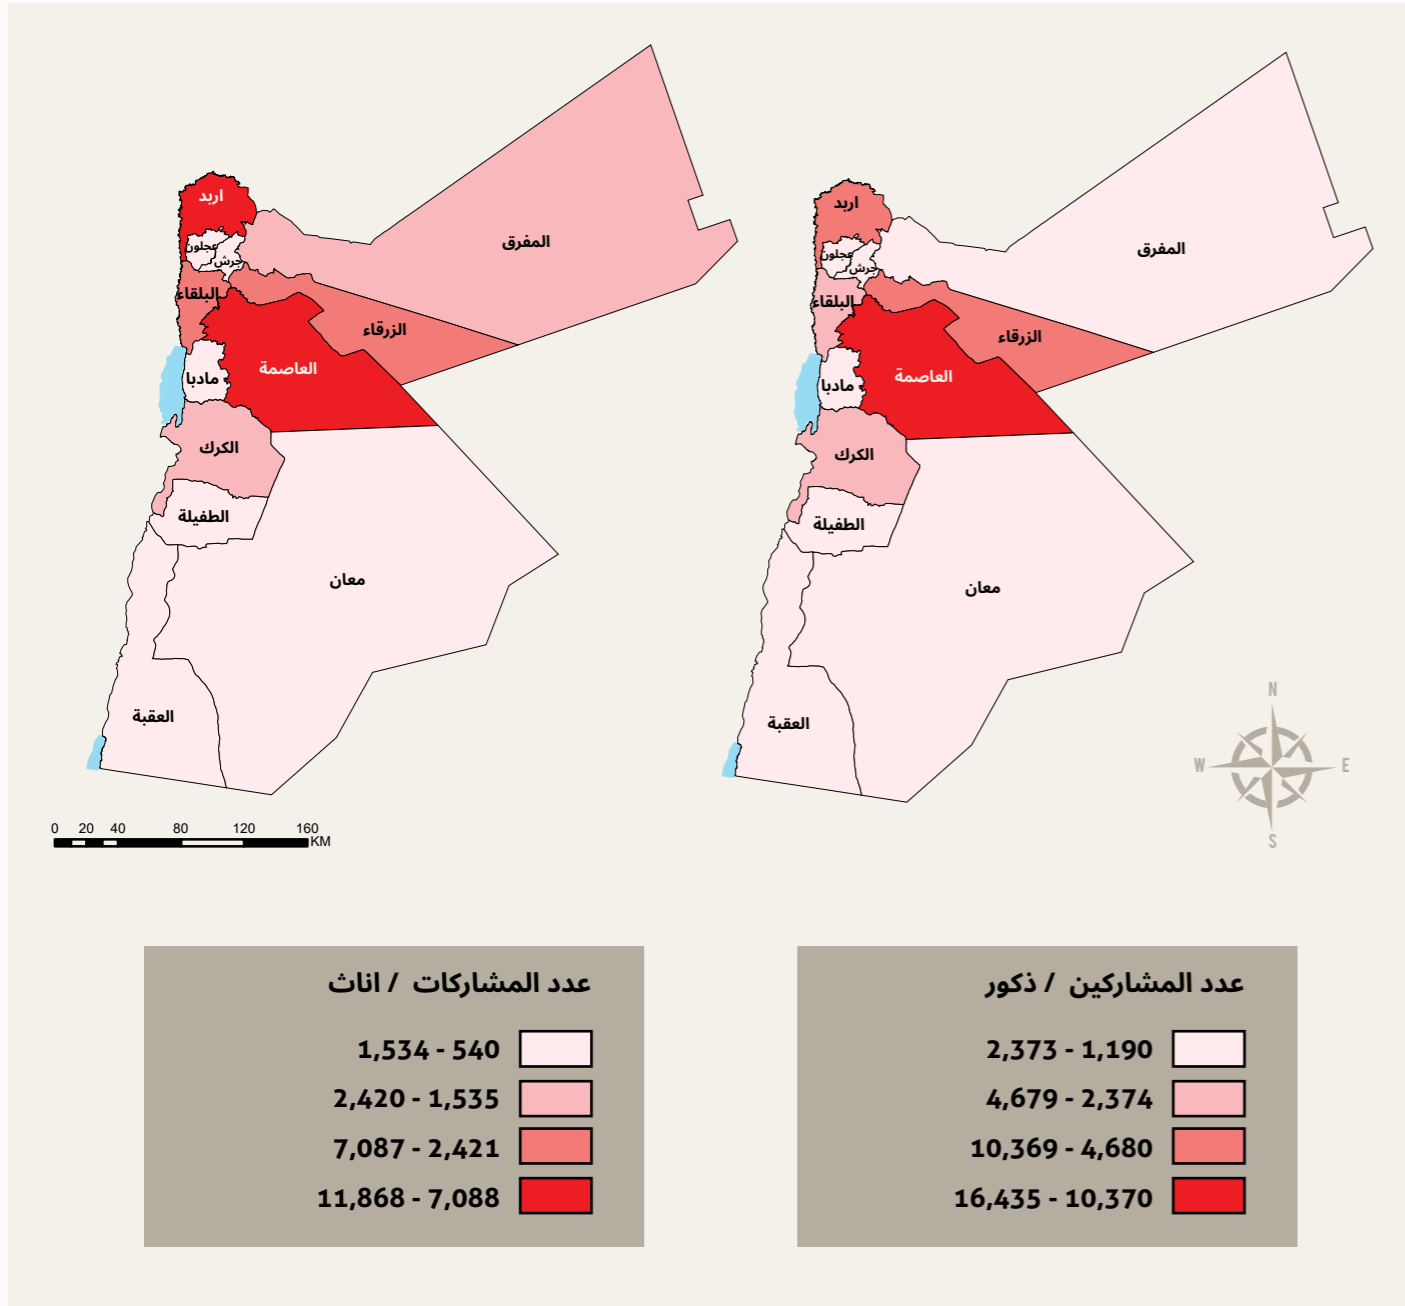 المفرق
اربد
عجلون
جرش
البلقاء
الزرقاء
العاصمة
مادبا
الكرك
الطفيلة
معان
العقبة
المفرق
اربد
عجلون
جرش
البلقاء
الزرقاء
العاصمة
مادبا
الكرك
الطفيلة
معان
العقبة
N
W
E
S
0 20 40 80 120 160
KM
عدد المشاركين / ذكور
2,373 - 1,190
4,679 - 2,374
10,369 - 4,680
16,435 - 10,370
عدد المشاركات / اناث
1,534 - 540
2,420 - 1,535
7,087 - 2,421
11,868 - 7,088